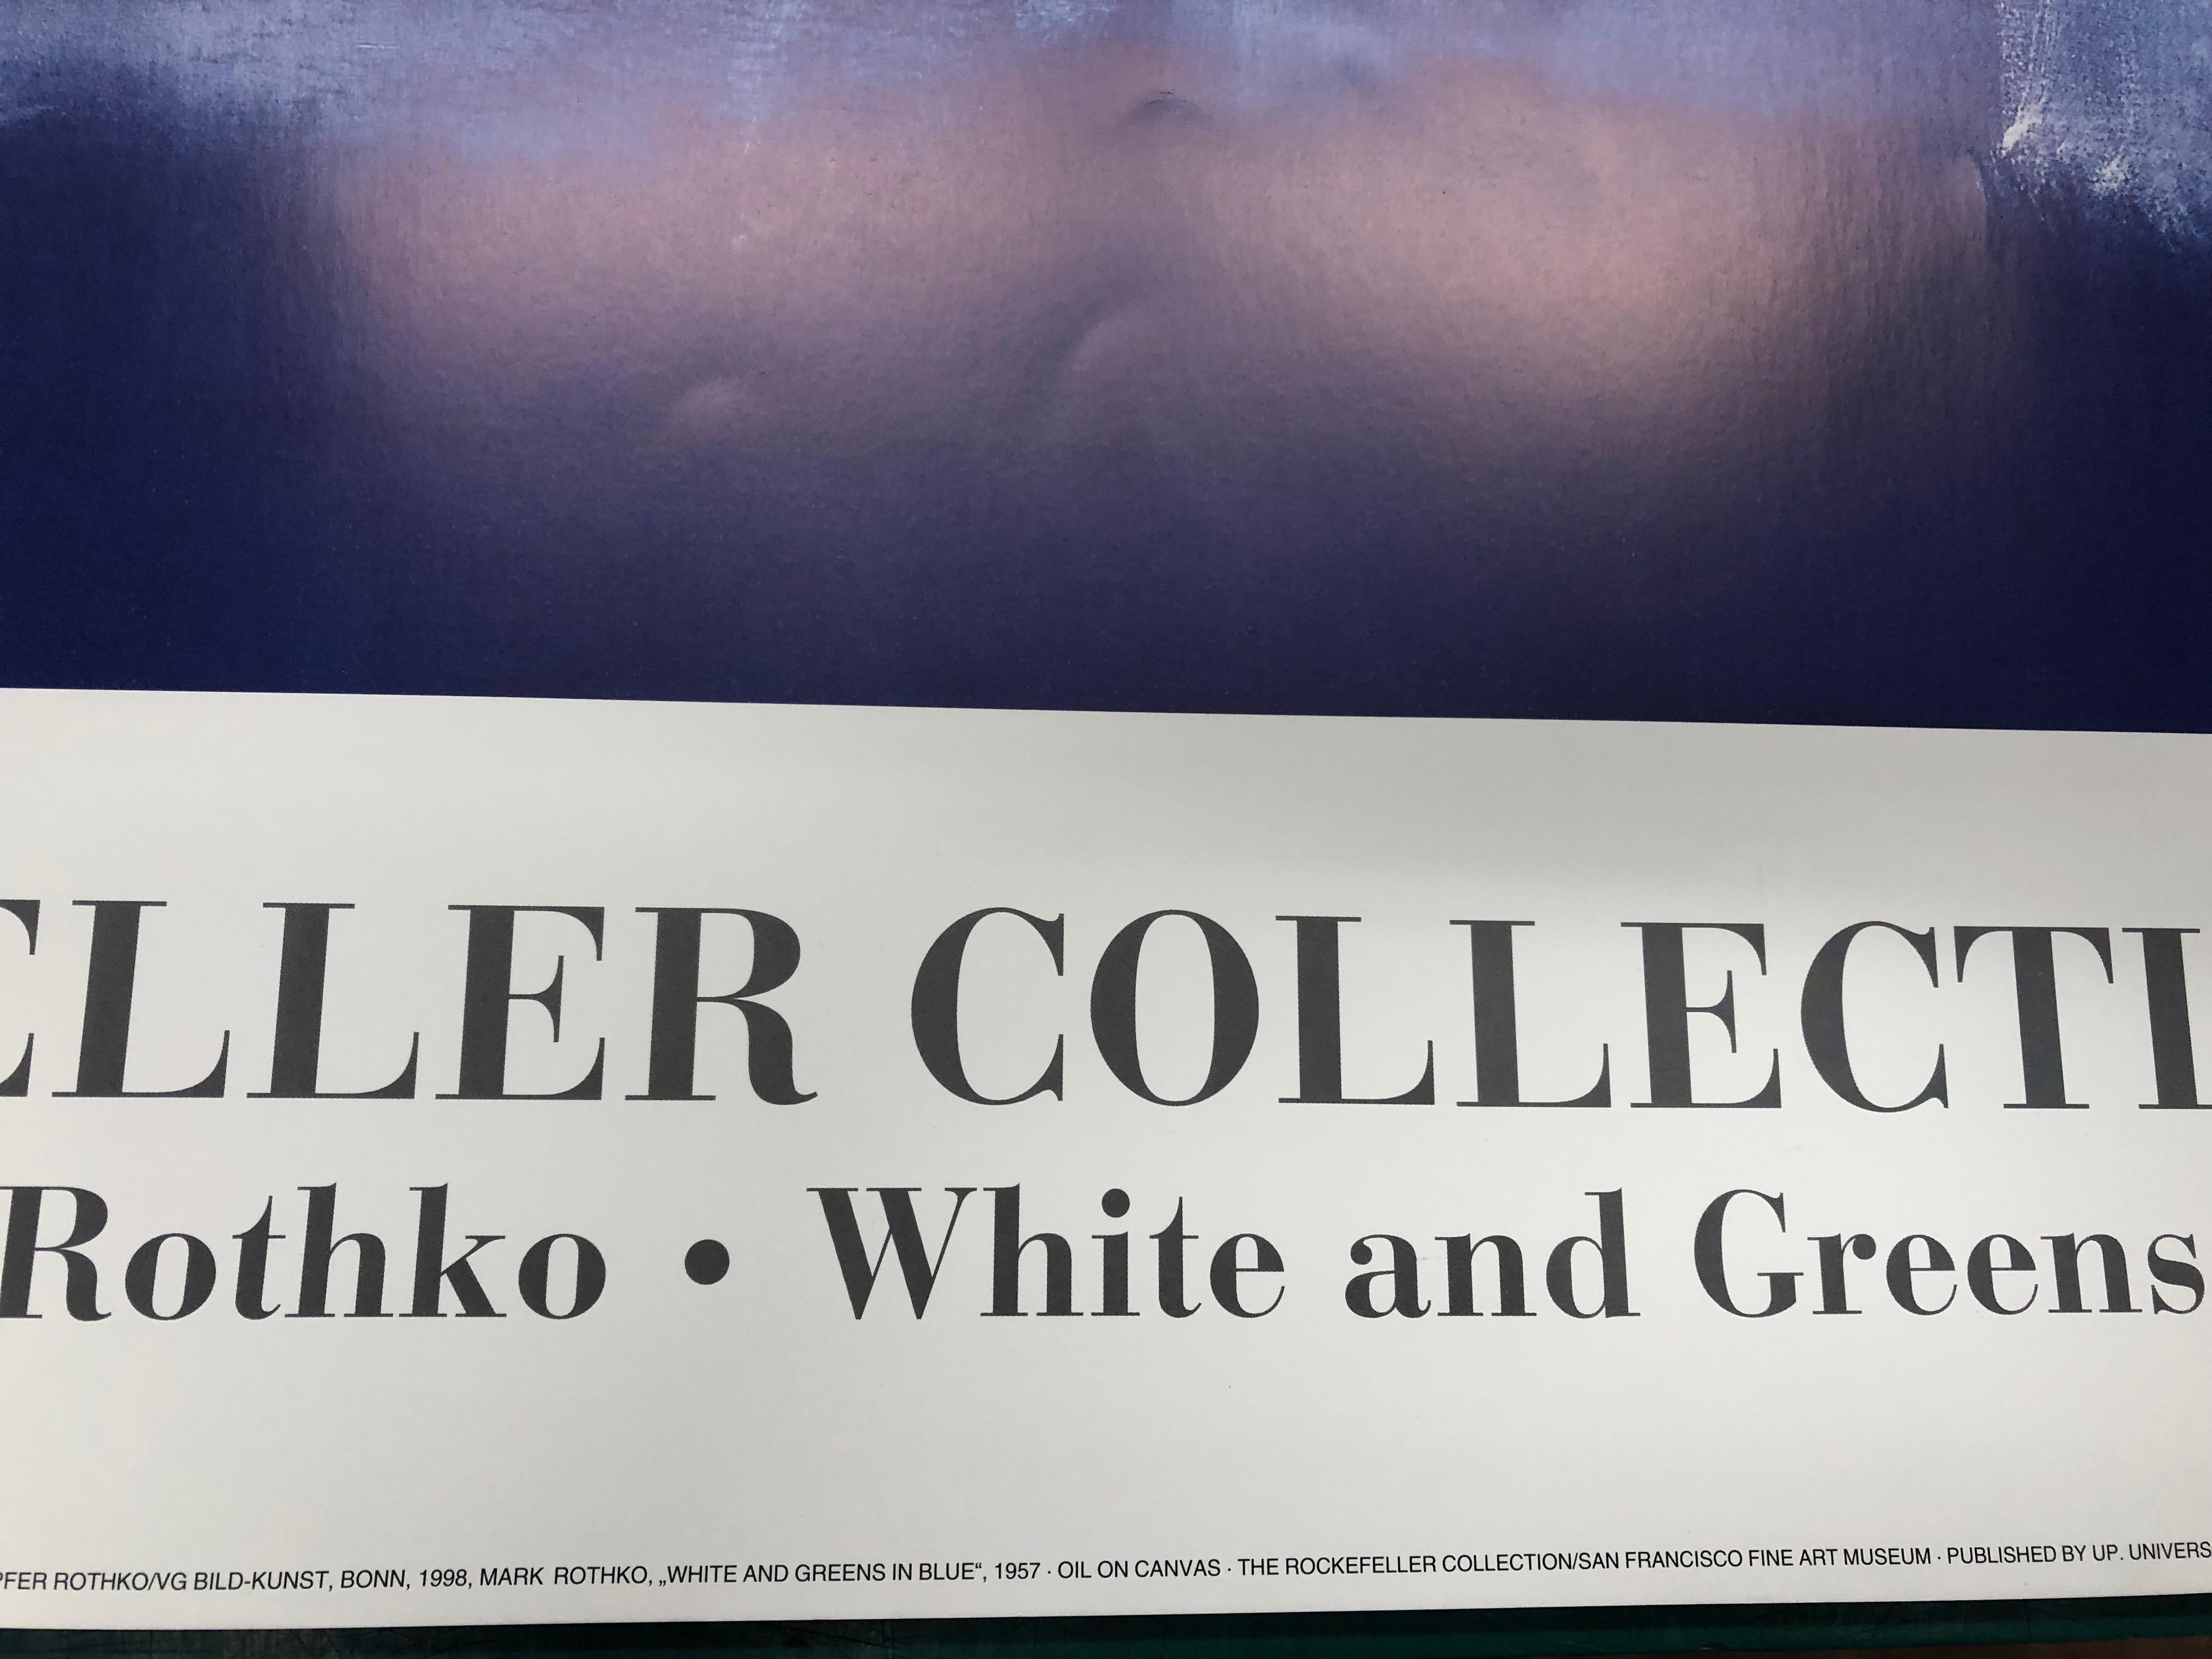 ELLER COLLECTI
Rothko • White and Greens
PFER ROTHKO/VG BILD-KUNST, BONN, 1998, MARK ROTHKO, „WHITE AND GREENS IN BLUE“, 1957 · OIL ON CANVAS · THE ROCKEFELLER COLLECTION/SAN FRANCISCO FINE ART MUSEUM · PUBLISHED BY UP. UNIVERS